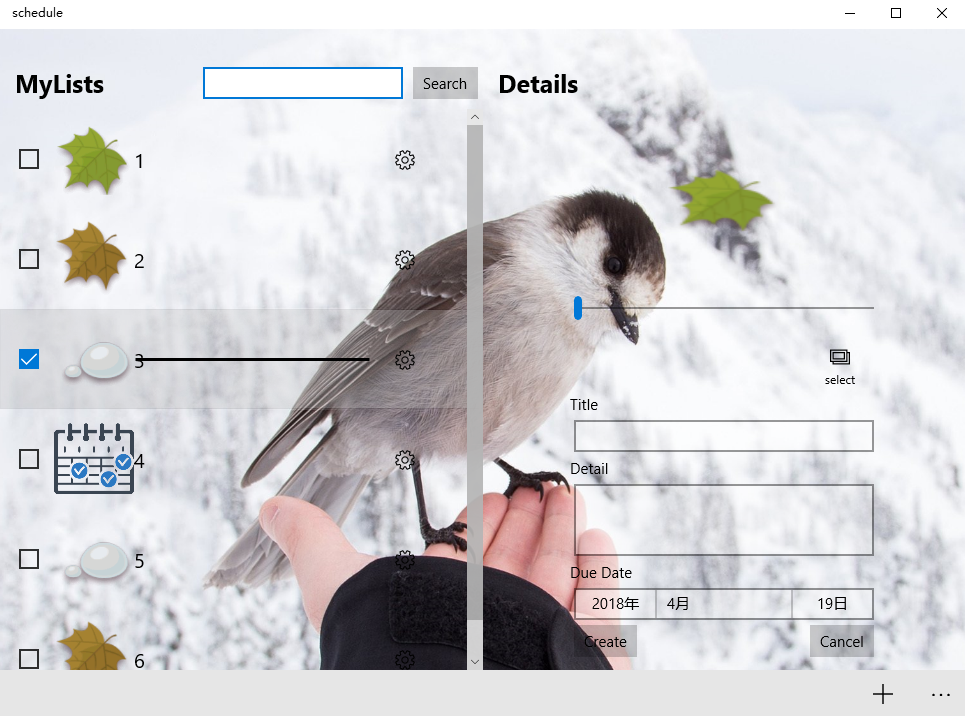 schedule
MyLists
Search
Details
1
2
3
4
5
6
select
Title
Detail
Due Date
2018年 4月 19日
Create
Cancel